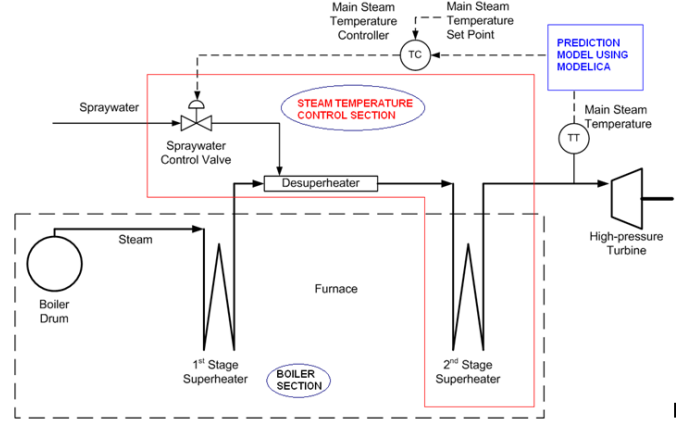 Main Steam
Temperature
Controller
Main Steam
Temperature
Set Point
TC
PREDICTION
MODEL USING
MODELICA
Spraywater
STEAM TEMPERATURE
CONTROL SECTION
Main Steam
Temperature
TT
Spraywater
Control Valve
Desuperheater
High-pressure
Turbine
Steam
Furnace
Boiler
Drum
1st Stage
Superheater
BOILER
SECTION
2nd Stage
Superheater